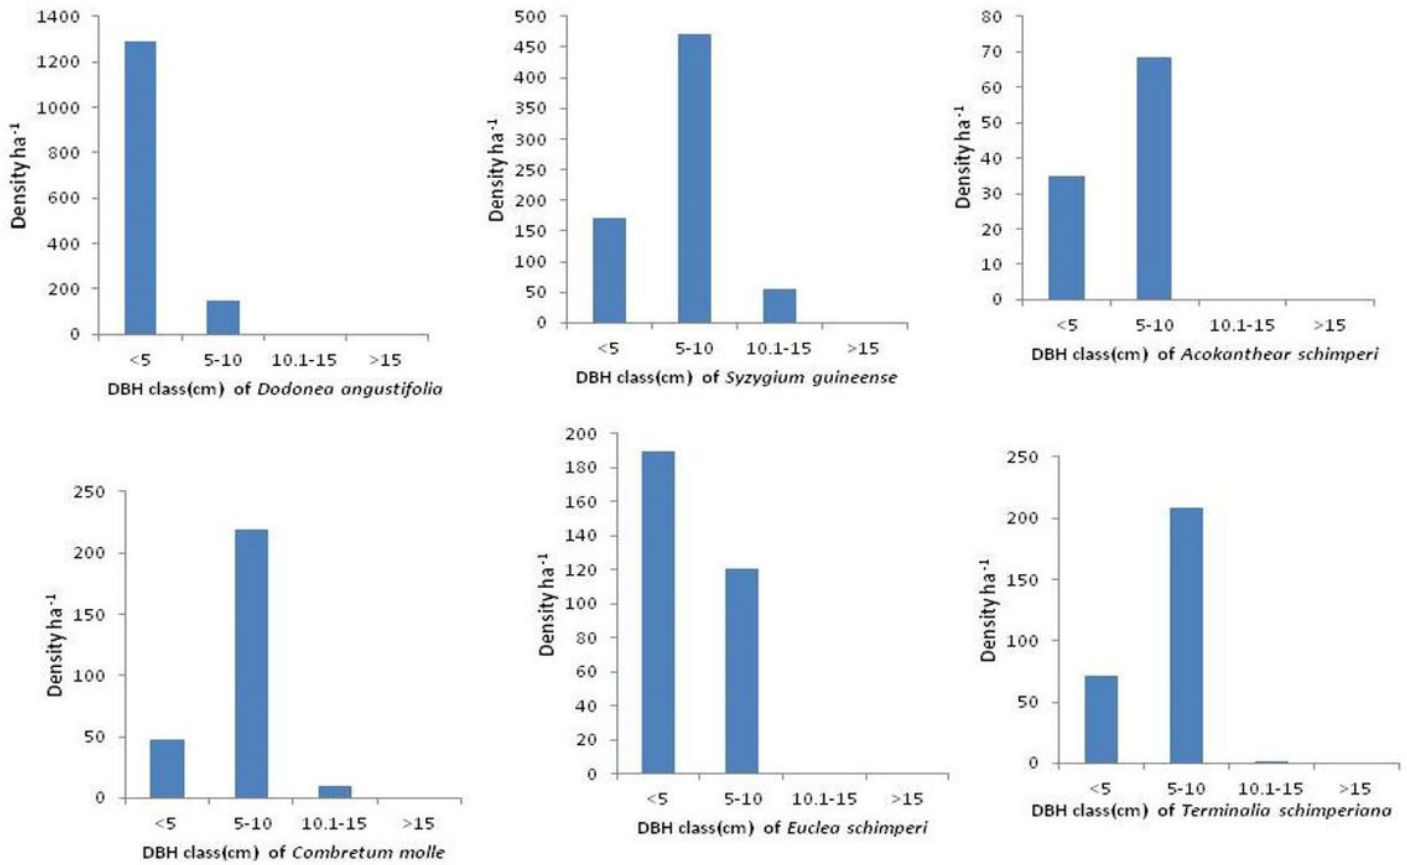 1400
1200
1000
800
600
400
200
0
Density ha⁻¹
<5 5-10 10.1-15 >15
DBH class(cm) of Dodonea angustifolia
500
450
400
350
300
250
200
150
100
50
0
Density ha⁻¹
<5 5-10 10.1-15 >15
DBH class(cm) of Syzygium guineense
80
70
60
50
40
30
20
10
0
Density ha⁻¹
<5 5-10 10.1-15 >15
DBH class(cm) of Acokanthear schimperi
250
200
150
100
50
0
Density ha⁻¹
<5 5-10 10.1-15 >15
DBH class(cm) of Combretum molle
200
180
160
140
120
100
80
60
40
20
0
Density ha⁻¹
<5 5-10 10.1-15 >15
DBH class(cm) of Euclea schimperi
250
200
150
100
50
0
Density ha⁻¹
<5 5-10 10.1-15 >15
DBH class(cm) of Terminalia schimperiana